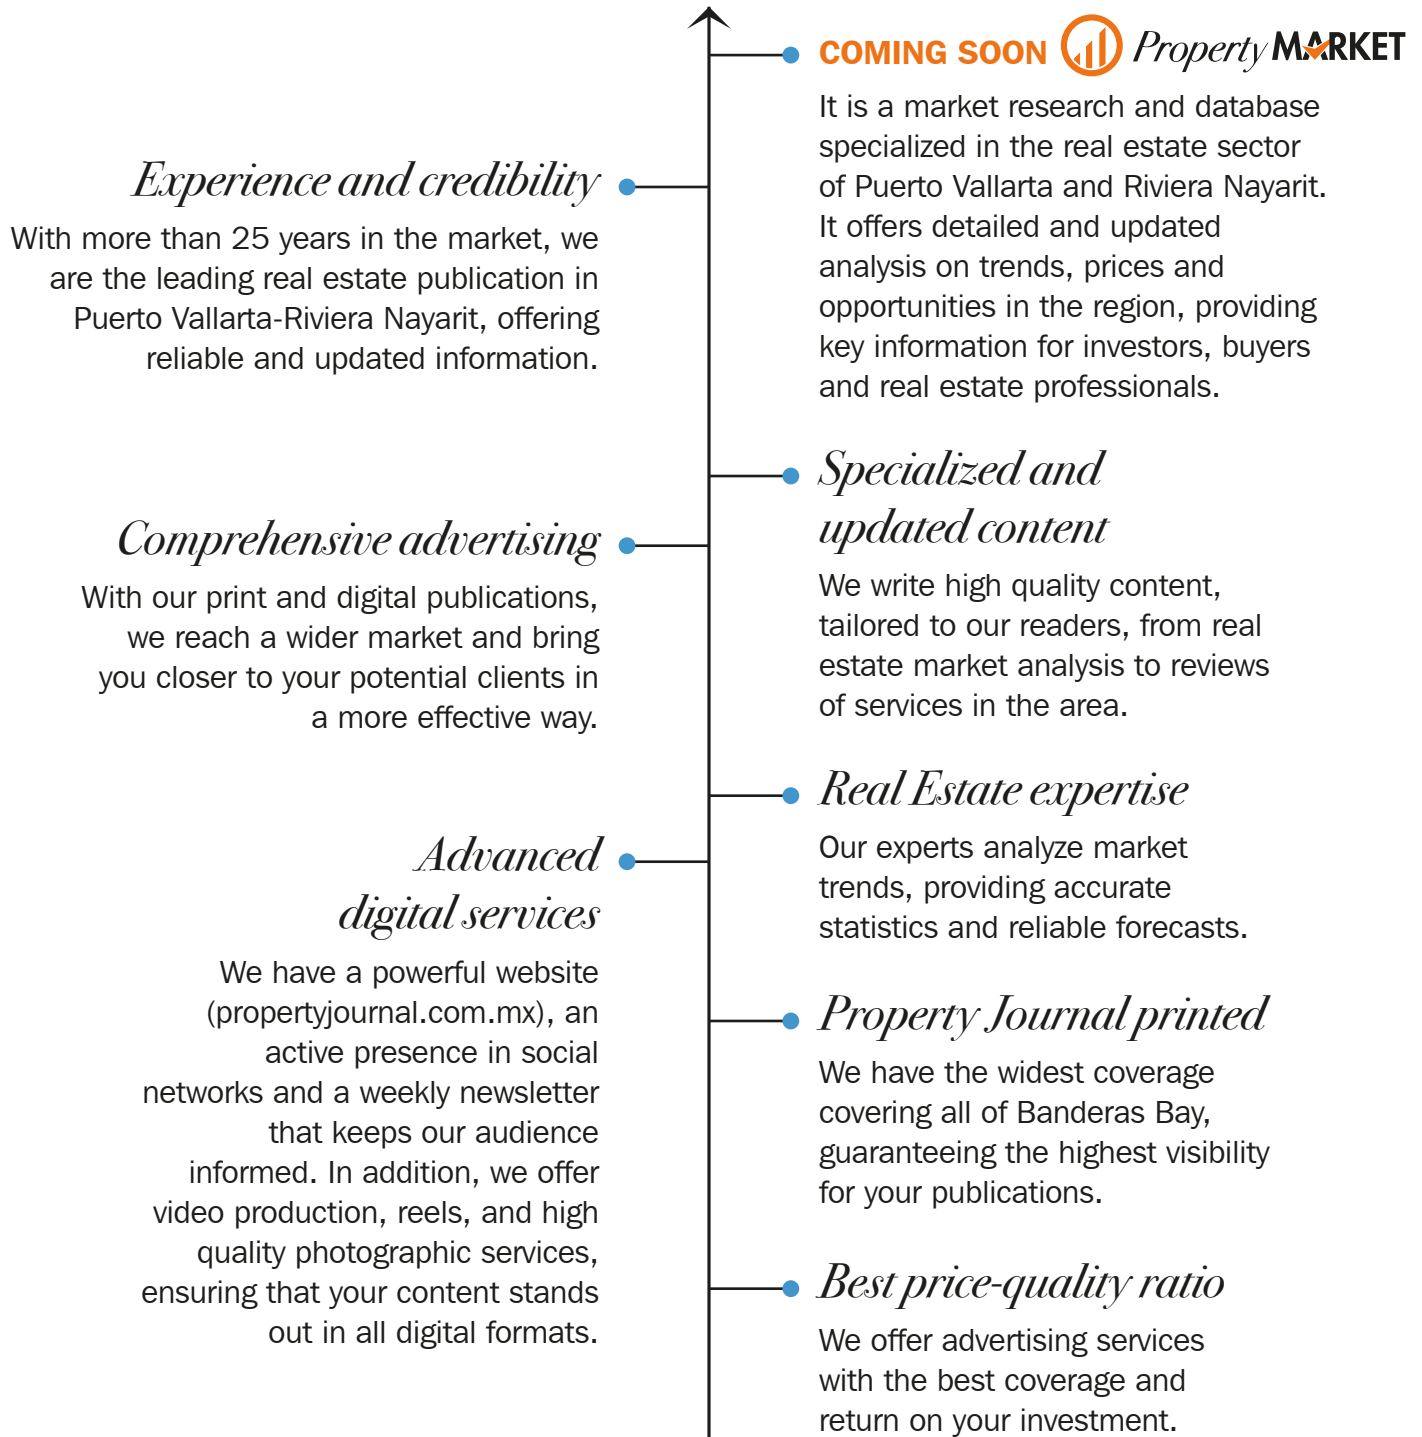 COMING SOON Property MARKET
It is a market research and database
specialized in the real estate sector
of Puerto Vallarta and Riviera Nayarit.
It offers detailed and updated
analysis on trends, prices and
opportunities in the region, providing
key information for investors, buyers
and real estate professionals.
Experience and credibility
With more than 25 years in the market, we
are the leading real estate publication in
Puerto Vallarta-Riviera Nayarit, offering
reliable and updated information.
Specialized and
updated content
We write high quality content,
tailored to our readers, from real
estate market analysis to reviews
of services in the area.
Comprehensive advertising
With our print and digital publications,
we reach a wider market and bring
you closer to your potential clients in
a more effective way.
Real Estate expertise
Our experts analyze market
trends, providing accurate
statistics and reliable forecasts.
Advanced
digital services
We have a powerful website
(propertyjournal.com.mx), an
active presence in social
networks and a weekly newsletter
that keeps our audience
informed. In addition, we offer
video production, reels, and high
quality photographic services,
ensuring that your content stands
out in all digital formats.
Property Journal printed
We have the widest coverage
covering all of Banderas Bay,
guaranteeing the highest visibility
for your publications.
Best price-quality ratio
We offer advertising services
with the best coverage and
return on your investment.